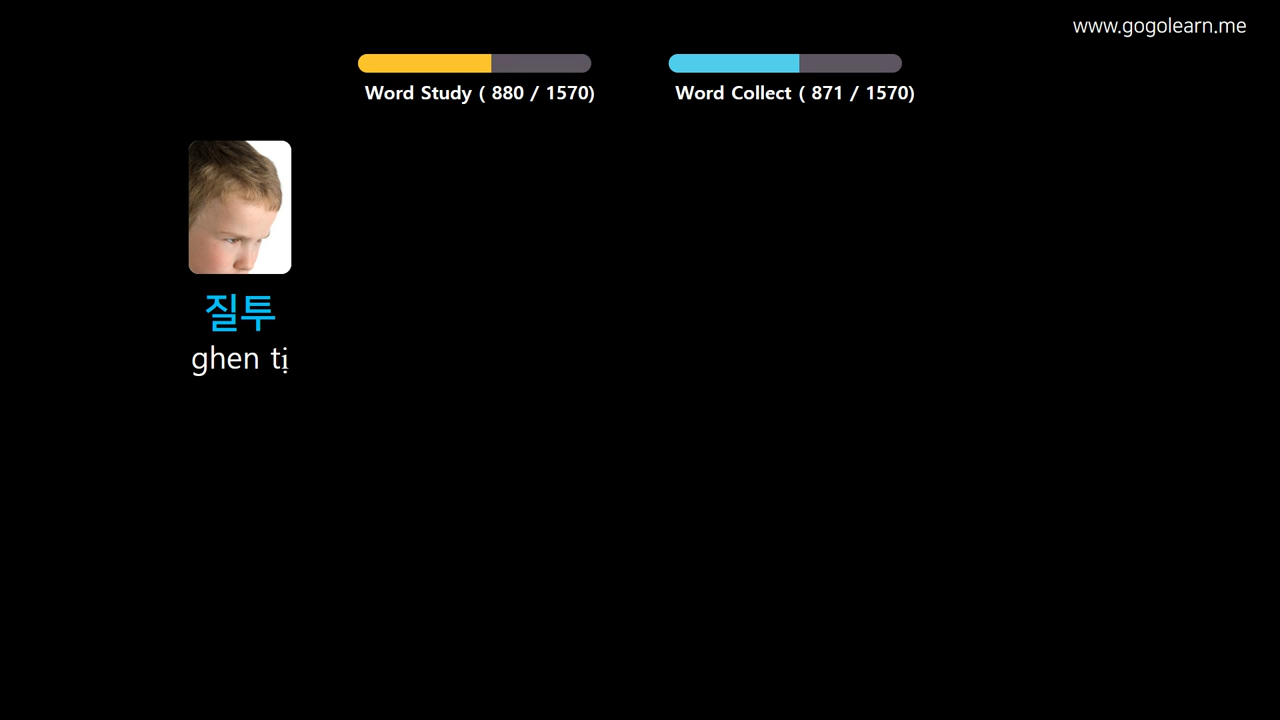 www.gogolearn.me
Word Study ( 880 / 1570)
Word Collect ( 871 / 1570)
질투
ghen tị